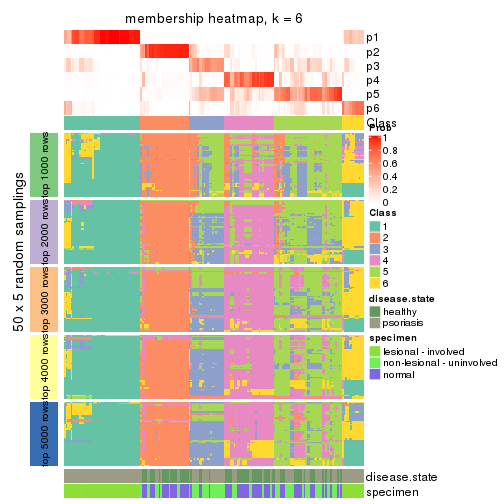 membership heatmap, k = 6
p1
p2
p3
p4
p5
p6
Class
50 x 5 random samplings
top 1000 rows
top 2000 rows
top 3000 rows
top 4000 rows
top 5000 rows
disease.state
specimen
Prob
1
0.8
0.6
0.4
0.2
0
Class
1
2
3
4
5
6
disease.state
healthy
psoriasis
specimen
lesional - involved
non-lesional - uninvolved
normal